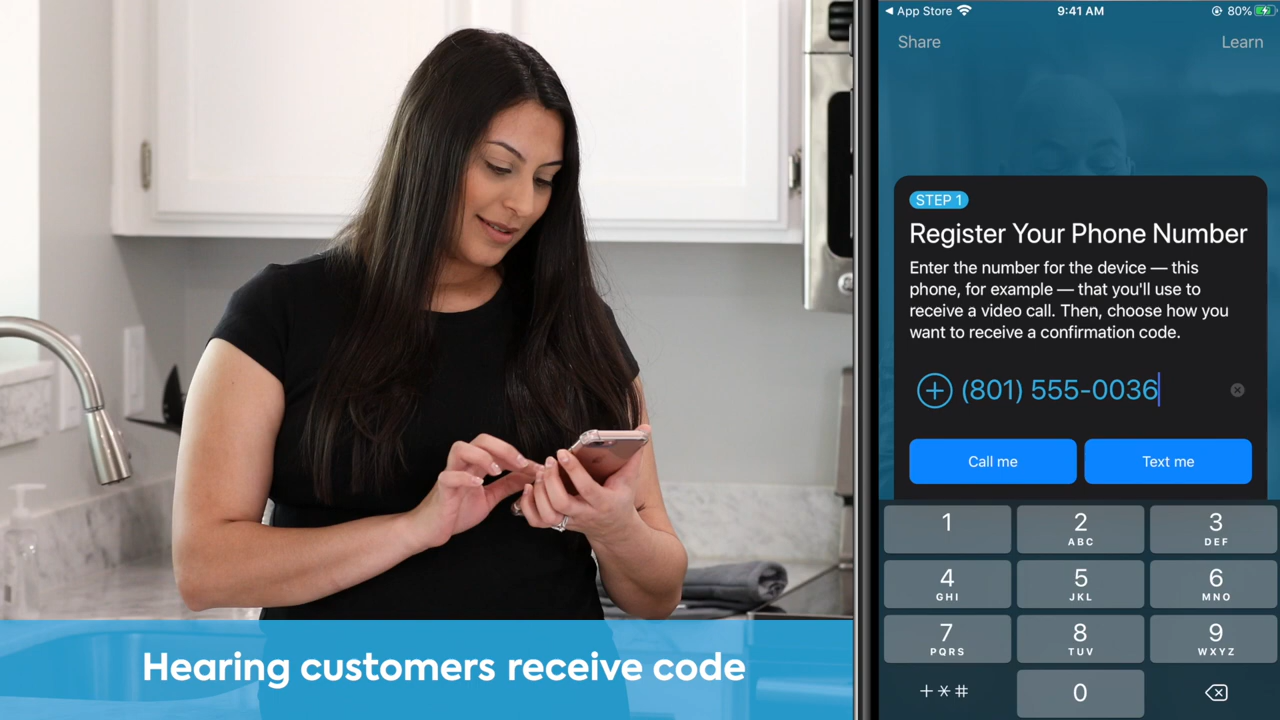 Hearing customers receive code
App Store
9:41 AM
80%
Share
Learn
STEP 1
Register Your Phone Number
Enter the number for the device — this
phone, for example — that you'll use to
receive a video call. Then, choose how you
want to receive a confirmation code.
(801) 555-0036
Call me
Text me
1
2
ABC
3
DEF
4
GHI
5
JKL
6
MNO
7
PQRS
8
TUV
9
WXYZ
+*#
0